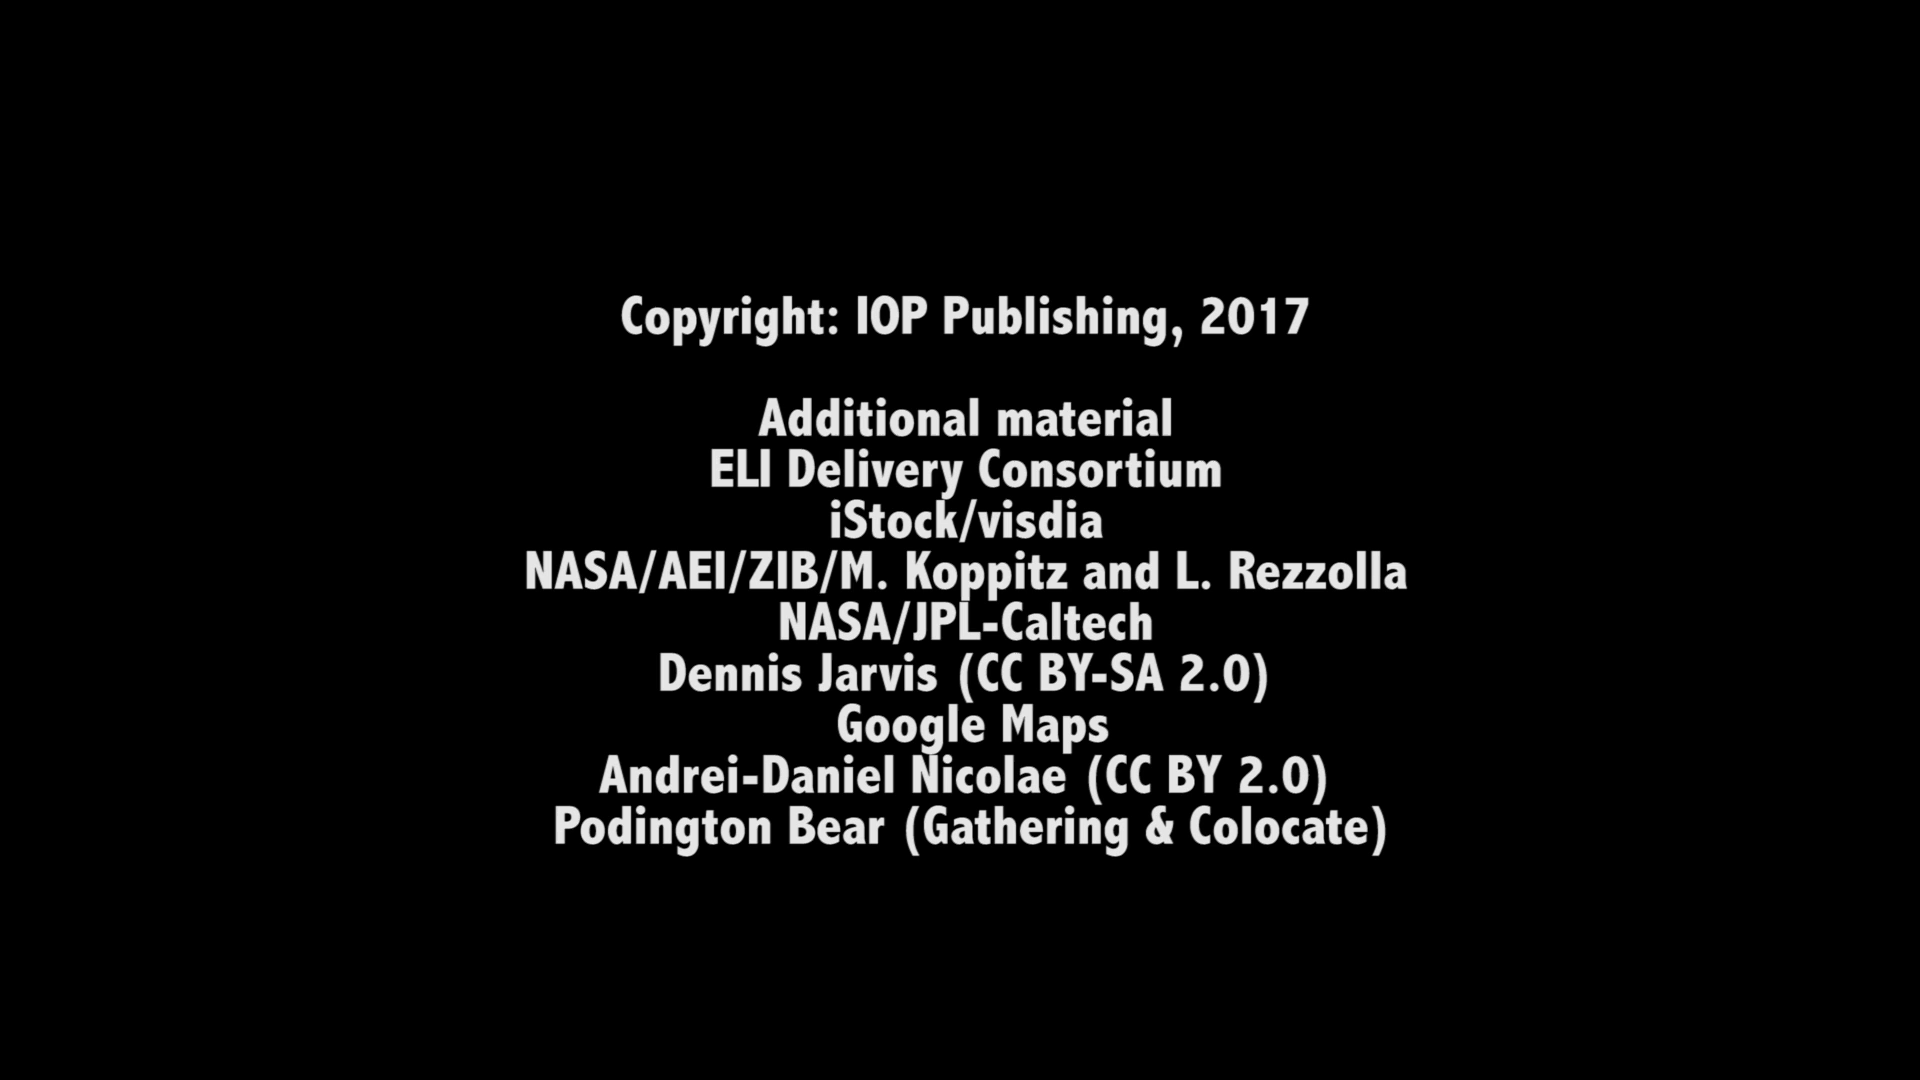 Copyright: IOP Publishing, 2017
Additional material
ELI Delivery Consortium
iStock/visdia
NASA/AEI/ZIB/M. Koppitz and L. Rezzolla
NASA/JPL-Caltech
Dennis Jarvis (CC BY-SA 2.0)
Google Maps
Andrei-Daniel Nicolae (CC BY 2.0)
Podington Bear (Gathering & Colocate)